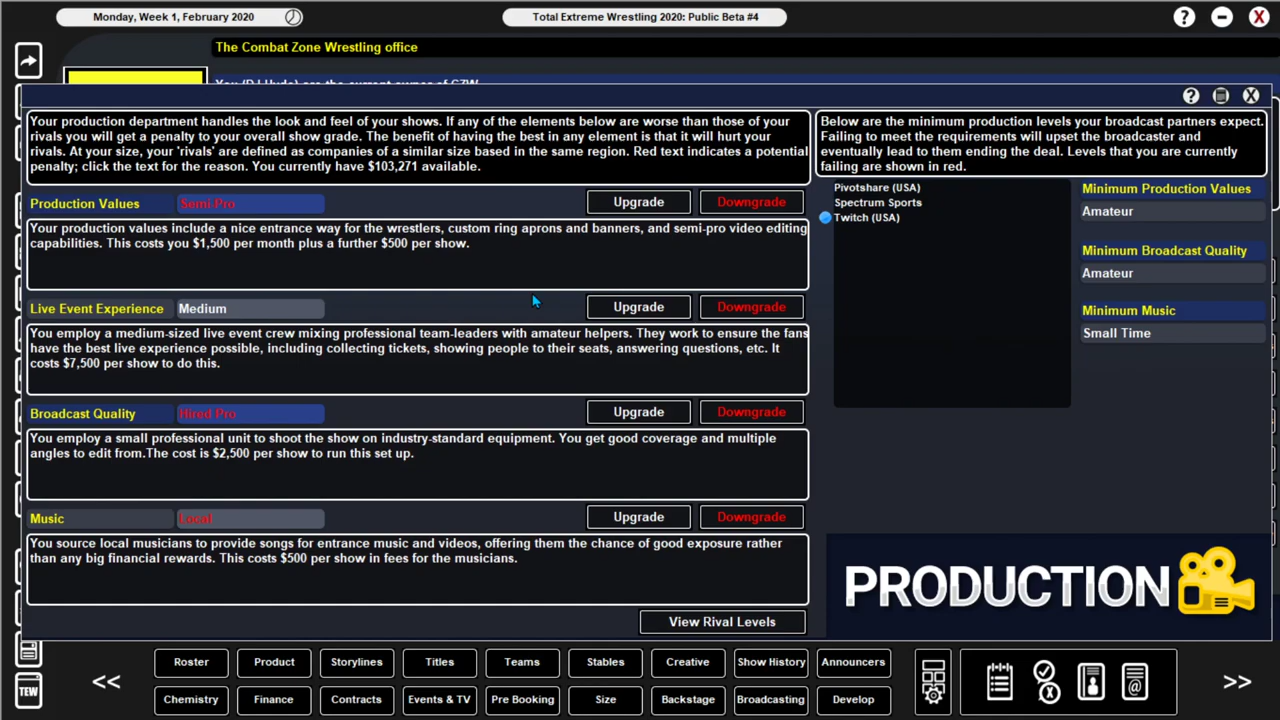 Monday, Week 1, February 2020
Total Extreme Wrestling 2020: Public Beta #4
?
X
The Combat Zone Wrestling office
You (DJ Hyde) are the current owner of CZW
?
X
Your production department handles the look and feel of your shows. If any of the elements below are worse than those of your
rivals you will get a penalty to your overall show grade. The benefit of having the best in any element is that it will hurt your
rivals. At your size, your 'rivals' are defined as companies of a similar size based in the same region. Red text indicates a potential
penalty; click the text for the reason. You currently have $103,271 available.
Below are the minimum production levels your broadcast partners expect.
Failing to meet the requirements will upset the broadcaster and
eventually lead to them ending the deal. Levels that you are currently
failing are shown in red.
Production Values
Semi-Pro
Upgrade
Downgrade
Your production values include a nice entrance way for the wrestlers, custom ring aprons and banners, and semi-pro video editing
capabilities. This costs you $1,500 per month plus a further $500 per show.
Live Event Experience
Medium
Upgrade
Downgrade
You employ a medium-sized live event crew mixing professional team-leaders with amateur helpers. They work to ensure the fans
have the best live experience possible, including collecting tickets, showing people to their seats, answering questions, etc. It
costs $7,500 per show to do this.
Broadcast Quality
Hired Pro
Upgrade
Downgrade
You employ a small professional unit to shoot the show on industry-standard equipment. You get good coverage and multiple
angles to edit from.The cost is $2,500 per show to run this set up.
Music
Local
Upgrade
Downgrade
You source local musicians to provide songs for entrance music and videos, offering them the chance of good exposure rather
than any big financial rewards. This costs $500 per show in fees for the musicians.
View Rival Levels
Pivotshare (USA)
Spectrum Sports
Twitch (USA)
Minimum Production Values
Amateur
Minimum Broadcast Quality
Amateur
Minimum Music
Small Time
PRODUCTION
TEW
<<
Roster
Product
Storylines
Titles
Teams
Stables
Creative
Show History
Announcers
Chemistry
Finance
Contracts
Events & TV
Pre Booking
Size
Backstage
Broadcasting
Develop
@
>>